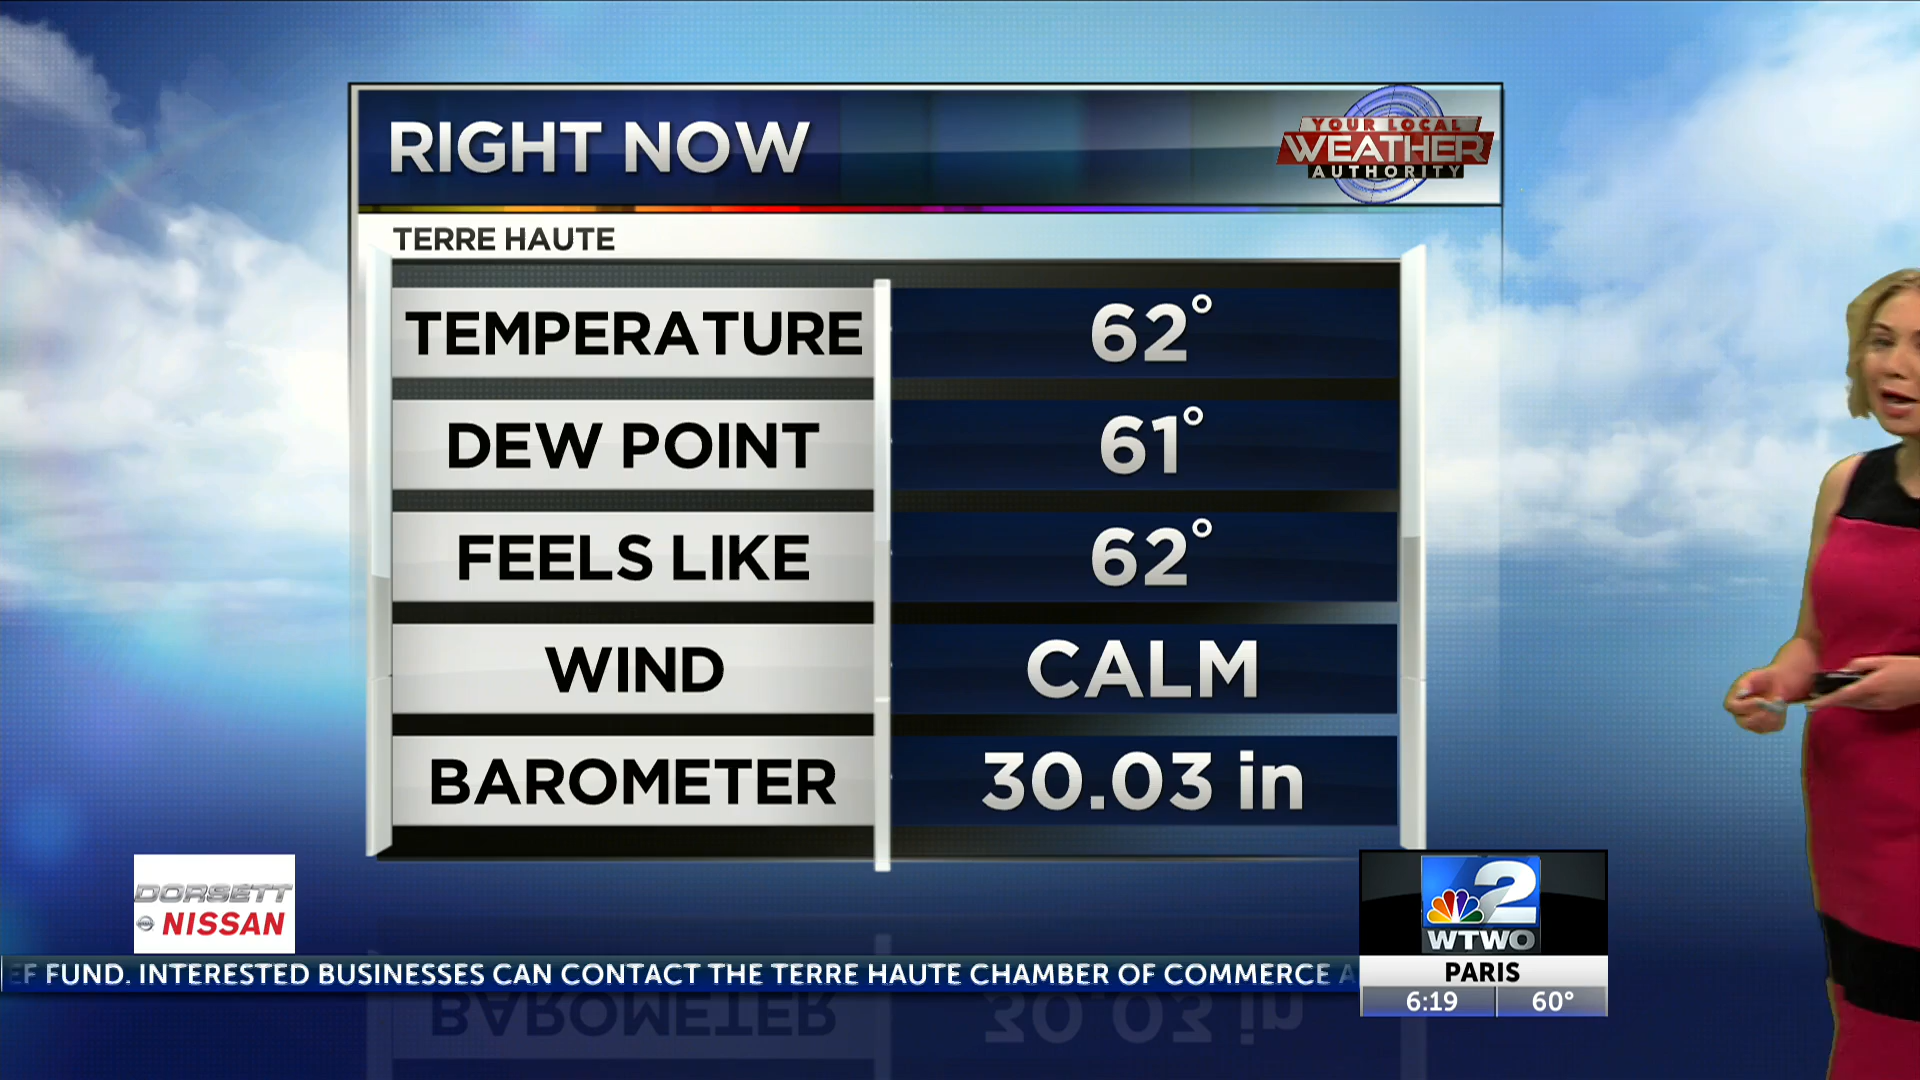 RIGHT NOW
YOUR LOCAL
WEATHER
AUTHORITY
TERRE HAUTE
TEMPERATURE 62°
DEW POINT 61°
FEELS LIKE 62°
WIND CALM
BAROMETER 30.03 in
DORSETT
NISSAN
2
WTWO
EF FUND. INTERESTED BUSINESSES CAN CONTACT THE TERRE HAUTE CHAMBER OF COMMERCE A
PARIS
6:19 60°